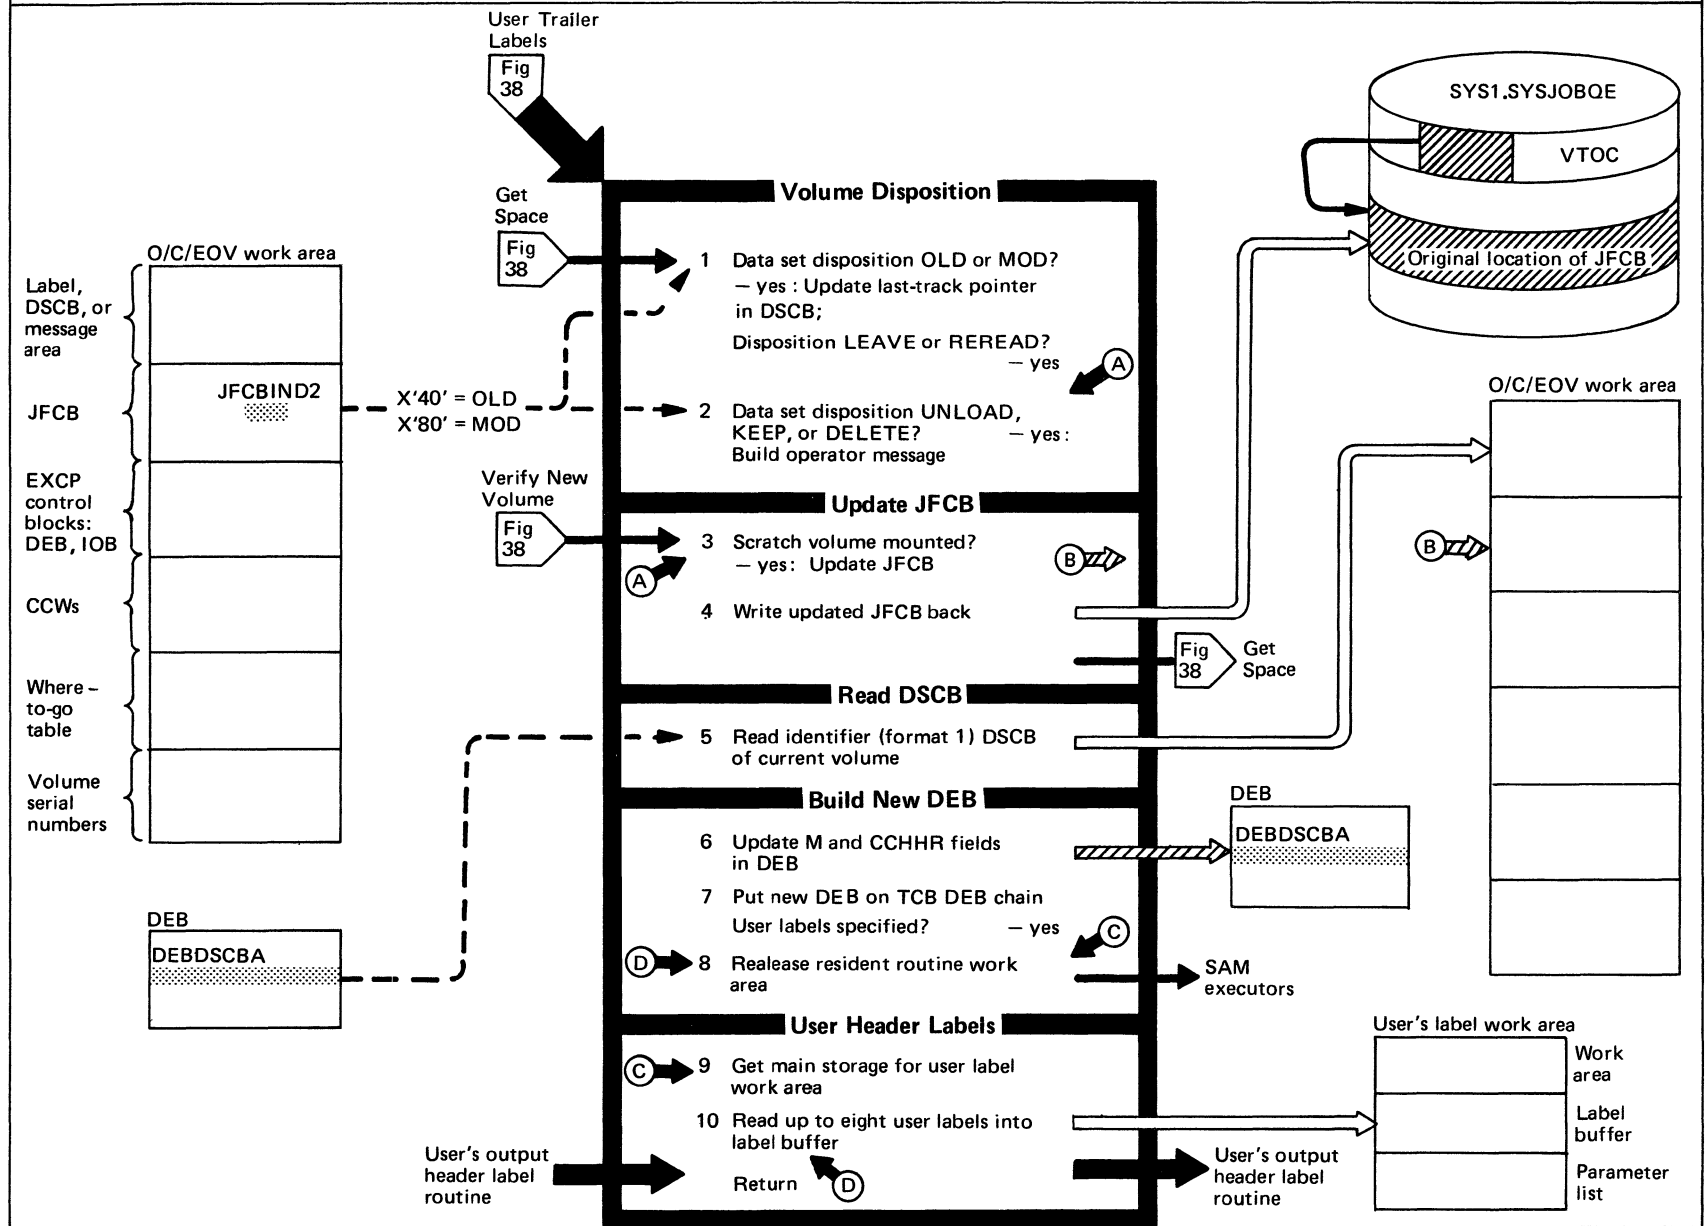 User Trailer
Labels
Fig
38
Get
Space
Fig
38
O/C/EOV work area
Label,
DSCB, or
message
area
JFCB
JFCBIND2
X'40' = OLD
X'80' = MOD
EXCP
control
blocks:
DEB, IOB
CCWs
Where –
to-go
table
Volume
serial
numbers
DEB
DEBDSCBA
Verify New
Volume
Fig
38
Volume Disposition
1 Data set disposition OLD or MOD?
— yes : Update last-track pointer
in DSCB;
Disposition LEAVE or REREAD?
— yes
A
2 Data set disposition UNLOAD,
KEEP, or DELETE? — yes :
Build operator message
Update JFCB
3 Scratch volume mounted?
— yes: Update JFCB
A
B
4 Write updated JFCB back
Fig
38
Get
Space
Read DSCB
5 Read identifier (format 1) DSCB
of current volume
Build New DEB
6 Update M and CCHHR fields
in DEB
7 Put new DEB on TCB DEB chain
User labels specified? — yes
C
D
8 Realease resident routine work
area
SAM
executors
User Header Labels
C
9 Get main storage for user label
work area
10 Read up to eight user labels into
label buffer
User's output
header label
routine
Return
D
User's output
header label
routine
SYS1.SYSJOBQE
VTOC
Original location of JFCB
O/C/EOV work area
B
DEB
DEBDSCBA
User's label work area
Work
area
Label
buffer
Parameter
list